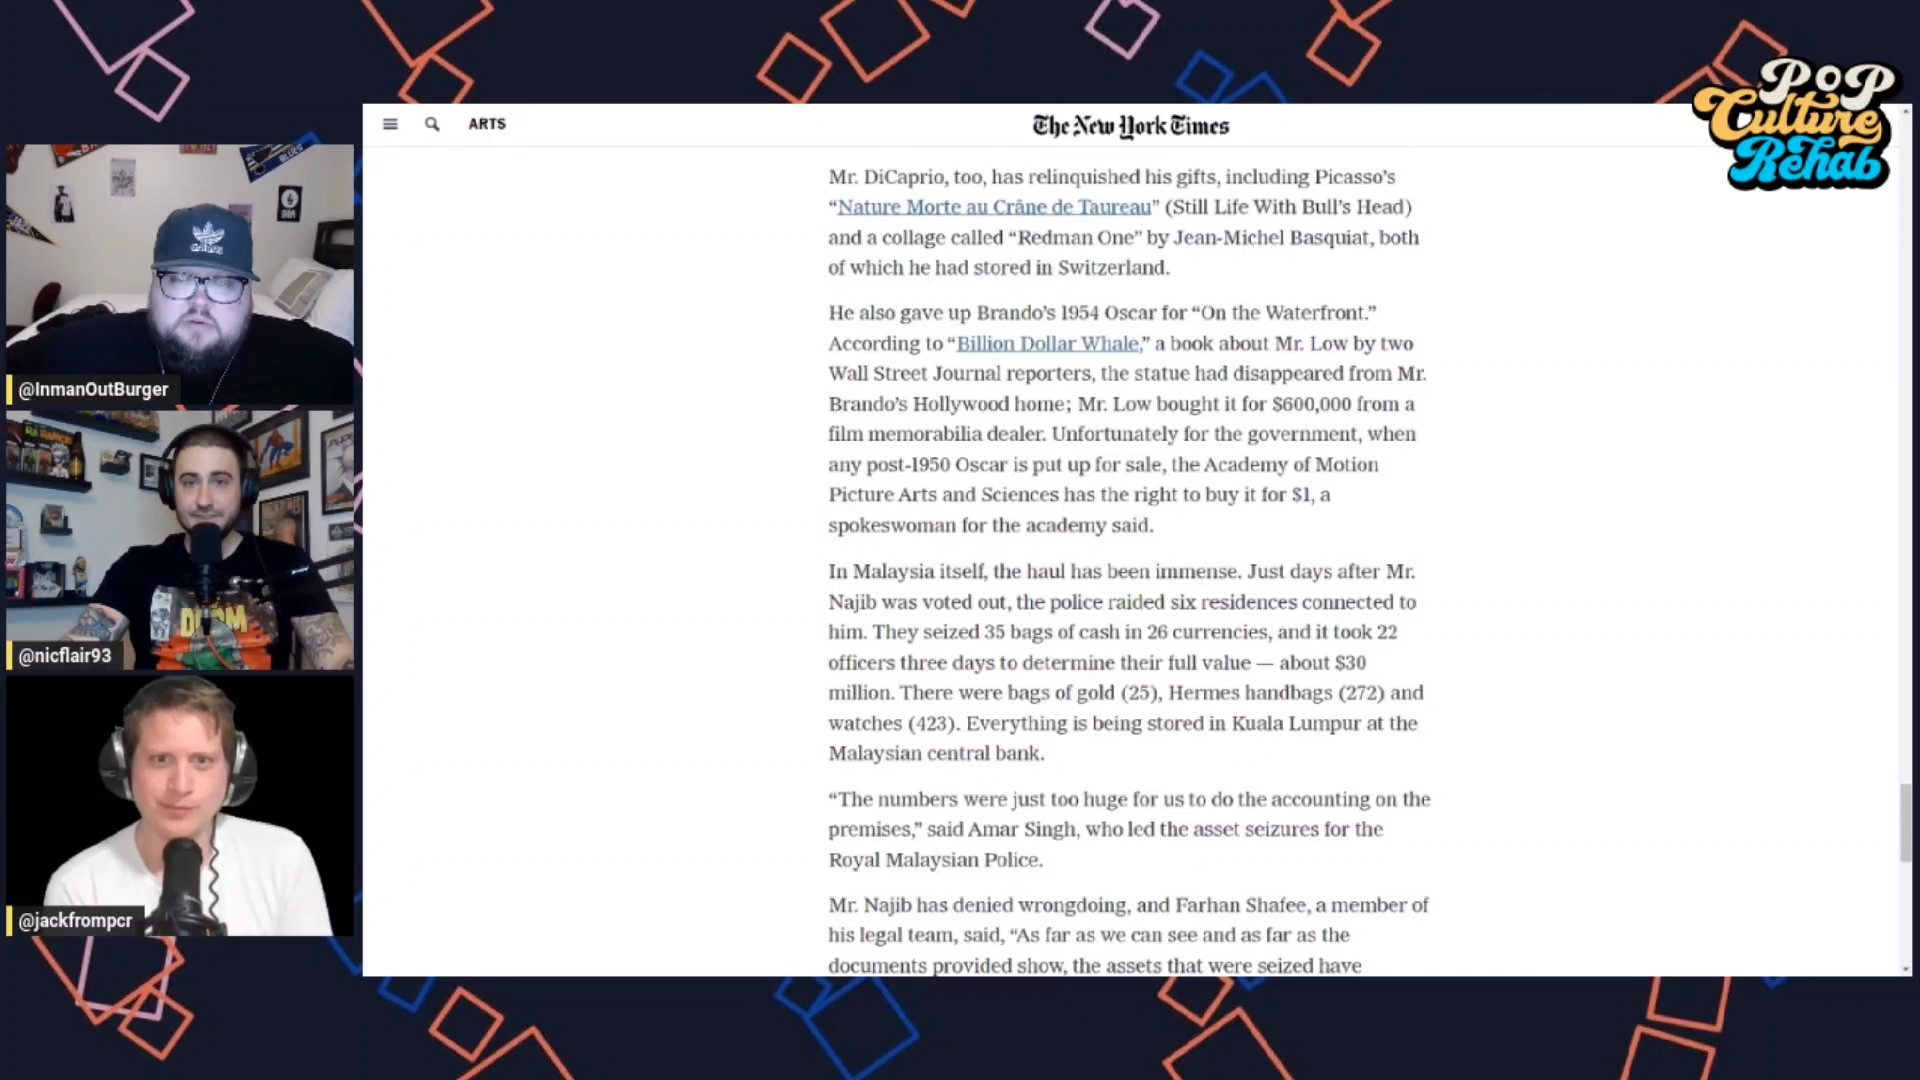 PoP
Culture
Rehab
ARTS
The New York Times
Mr. DiCaprio, too, has relinquished his gifts, including Picasso’s
“Nature Morte au Crâne de Taureau” (Still Life With Bull’s Head)
and a collage called “Redman One” by Jean-Michel Basquiat, both
of which he had stored in Switzerland.
He also gave up Brando’s 1954 Oscar for “On the Waterfront.”
According to “Billion Dollar Whale,” a book about Mr. Low by two
Wall Street Journal reporters, the statue had disappeared from Mr.
Brando’s Hollywood home; Mr. Low bought it for $600,000 from a
film memorabilia dealer. Unfortunately for the government, when
any post-1950 Oscar is put up for sale, the Academy of Motion
Picture Arts and Sciences has the right to buy it for $1, a
spokeswoman for the academy said.
In Malaysia itself, the haul has been immense. Just days after Mr.
Najib was voted out, the police raided six residences connected to
him. They seized 35 bags of cash in 26 currencies, and it took 22
officers three days to determine their full value — about $30
million. There were bags of gold (25), Hermes handbags (272) and
watches (423). Everything is being stored in Kuala Lumpur at the
Malaysian central bank.
“The numbers were just too huge for us to do the accounting on the
premises,” said Amar Singh, who led the asset seizures for the
Royal Malaysian Police.
Mr. Najib has denied wrongdoing, and Farhan Shafee, a member of
his legal team, said, “As far as we can see and as far as the
documents provided show, the assets that were seized have
BLUES
adidas
@InmanOutBurger
DOOM
@nicflair93
@jackfrompcr